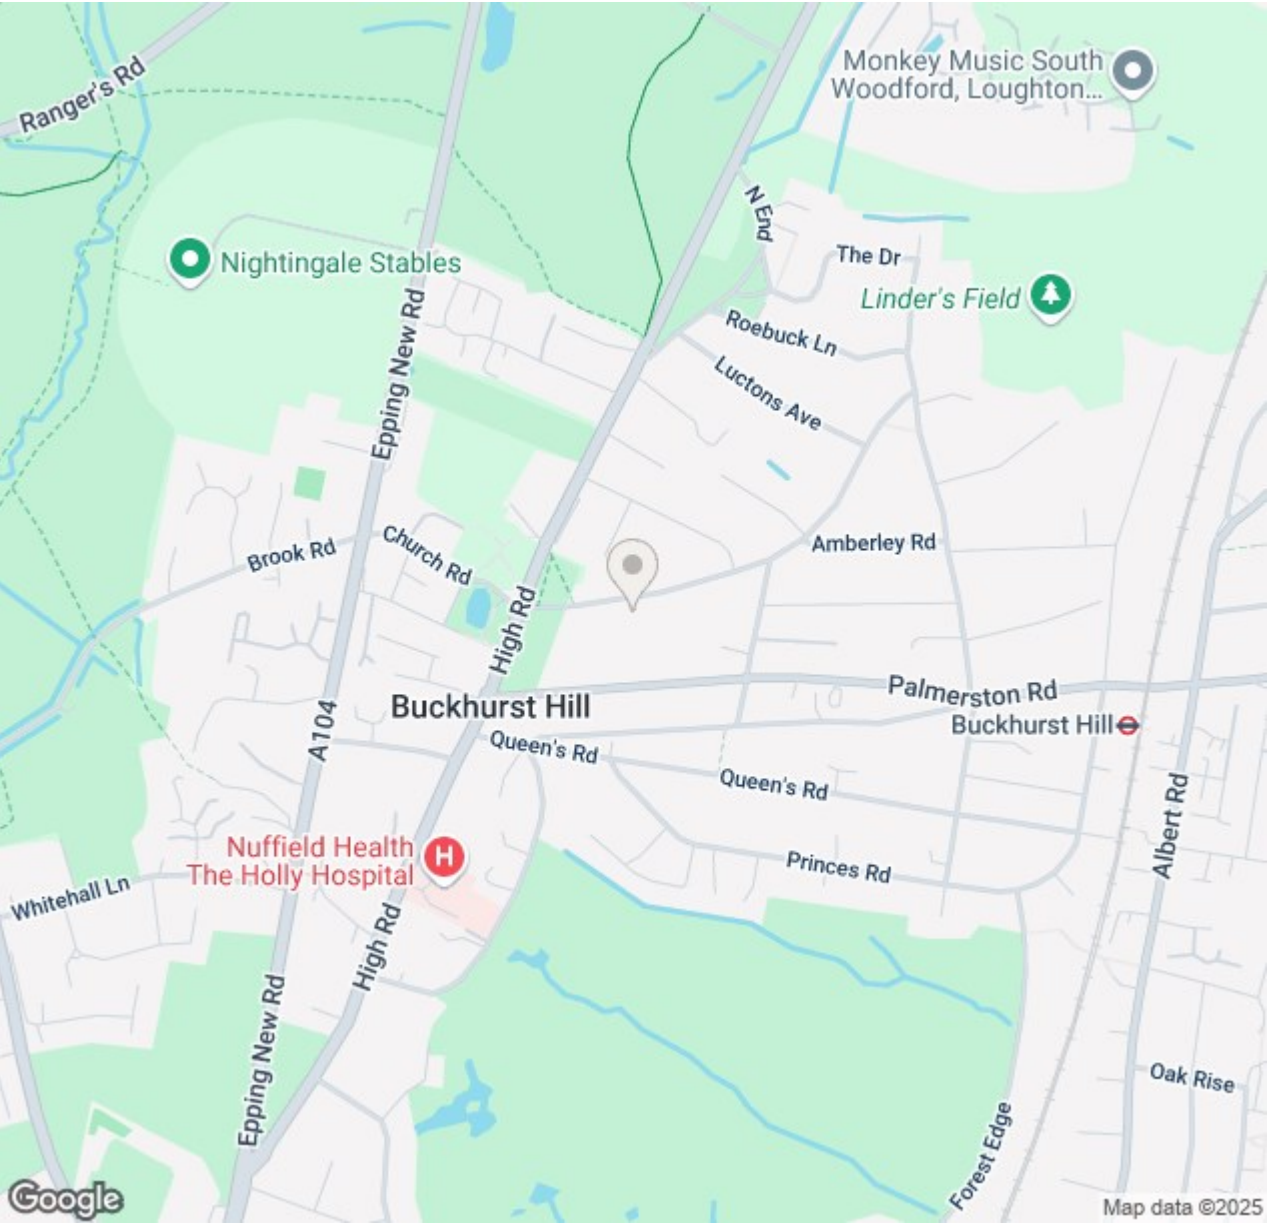 Ranger's Rd
Monkey Music South
Woodford, Loughton...
N End
The Dr
Nightingale Stables
Linder's Field
Roebuck Ln
Epping New Rd
Luctons Ave
Church Rd
Amberley Rd
Brook Rd
High Rd
Palmerston Rd
Buckhurst Hill
Buckhurst Hill
A104
Queen's Rd
Queen's Rd
Albert Rd
Nuffield Health
The Holly Hospital
H
Princes Rd
Whitehall Ln
High Rd
Epping New Rd
Oak Rise
Forest Edge
Google
Map data ©2025